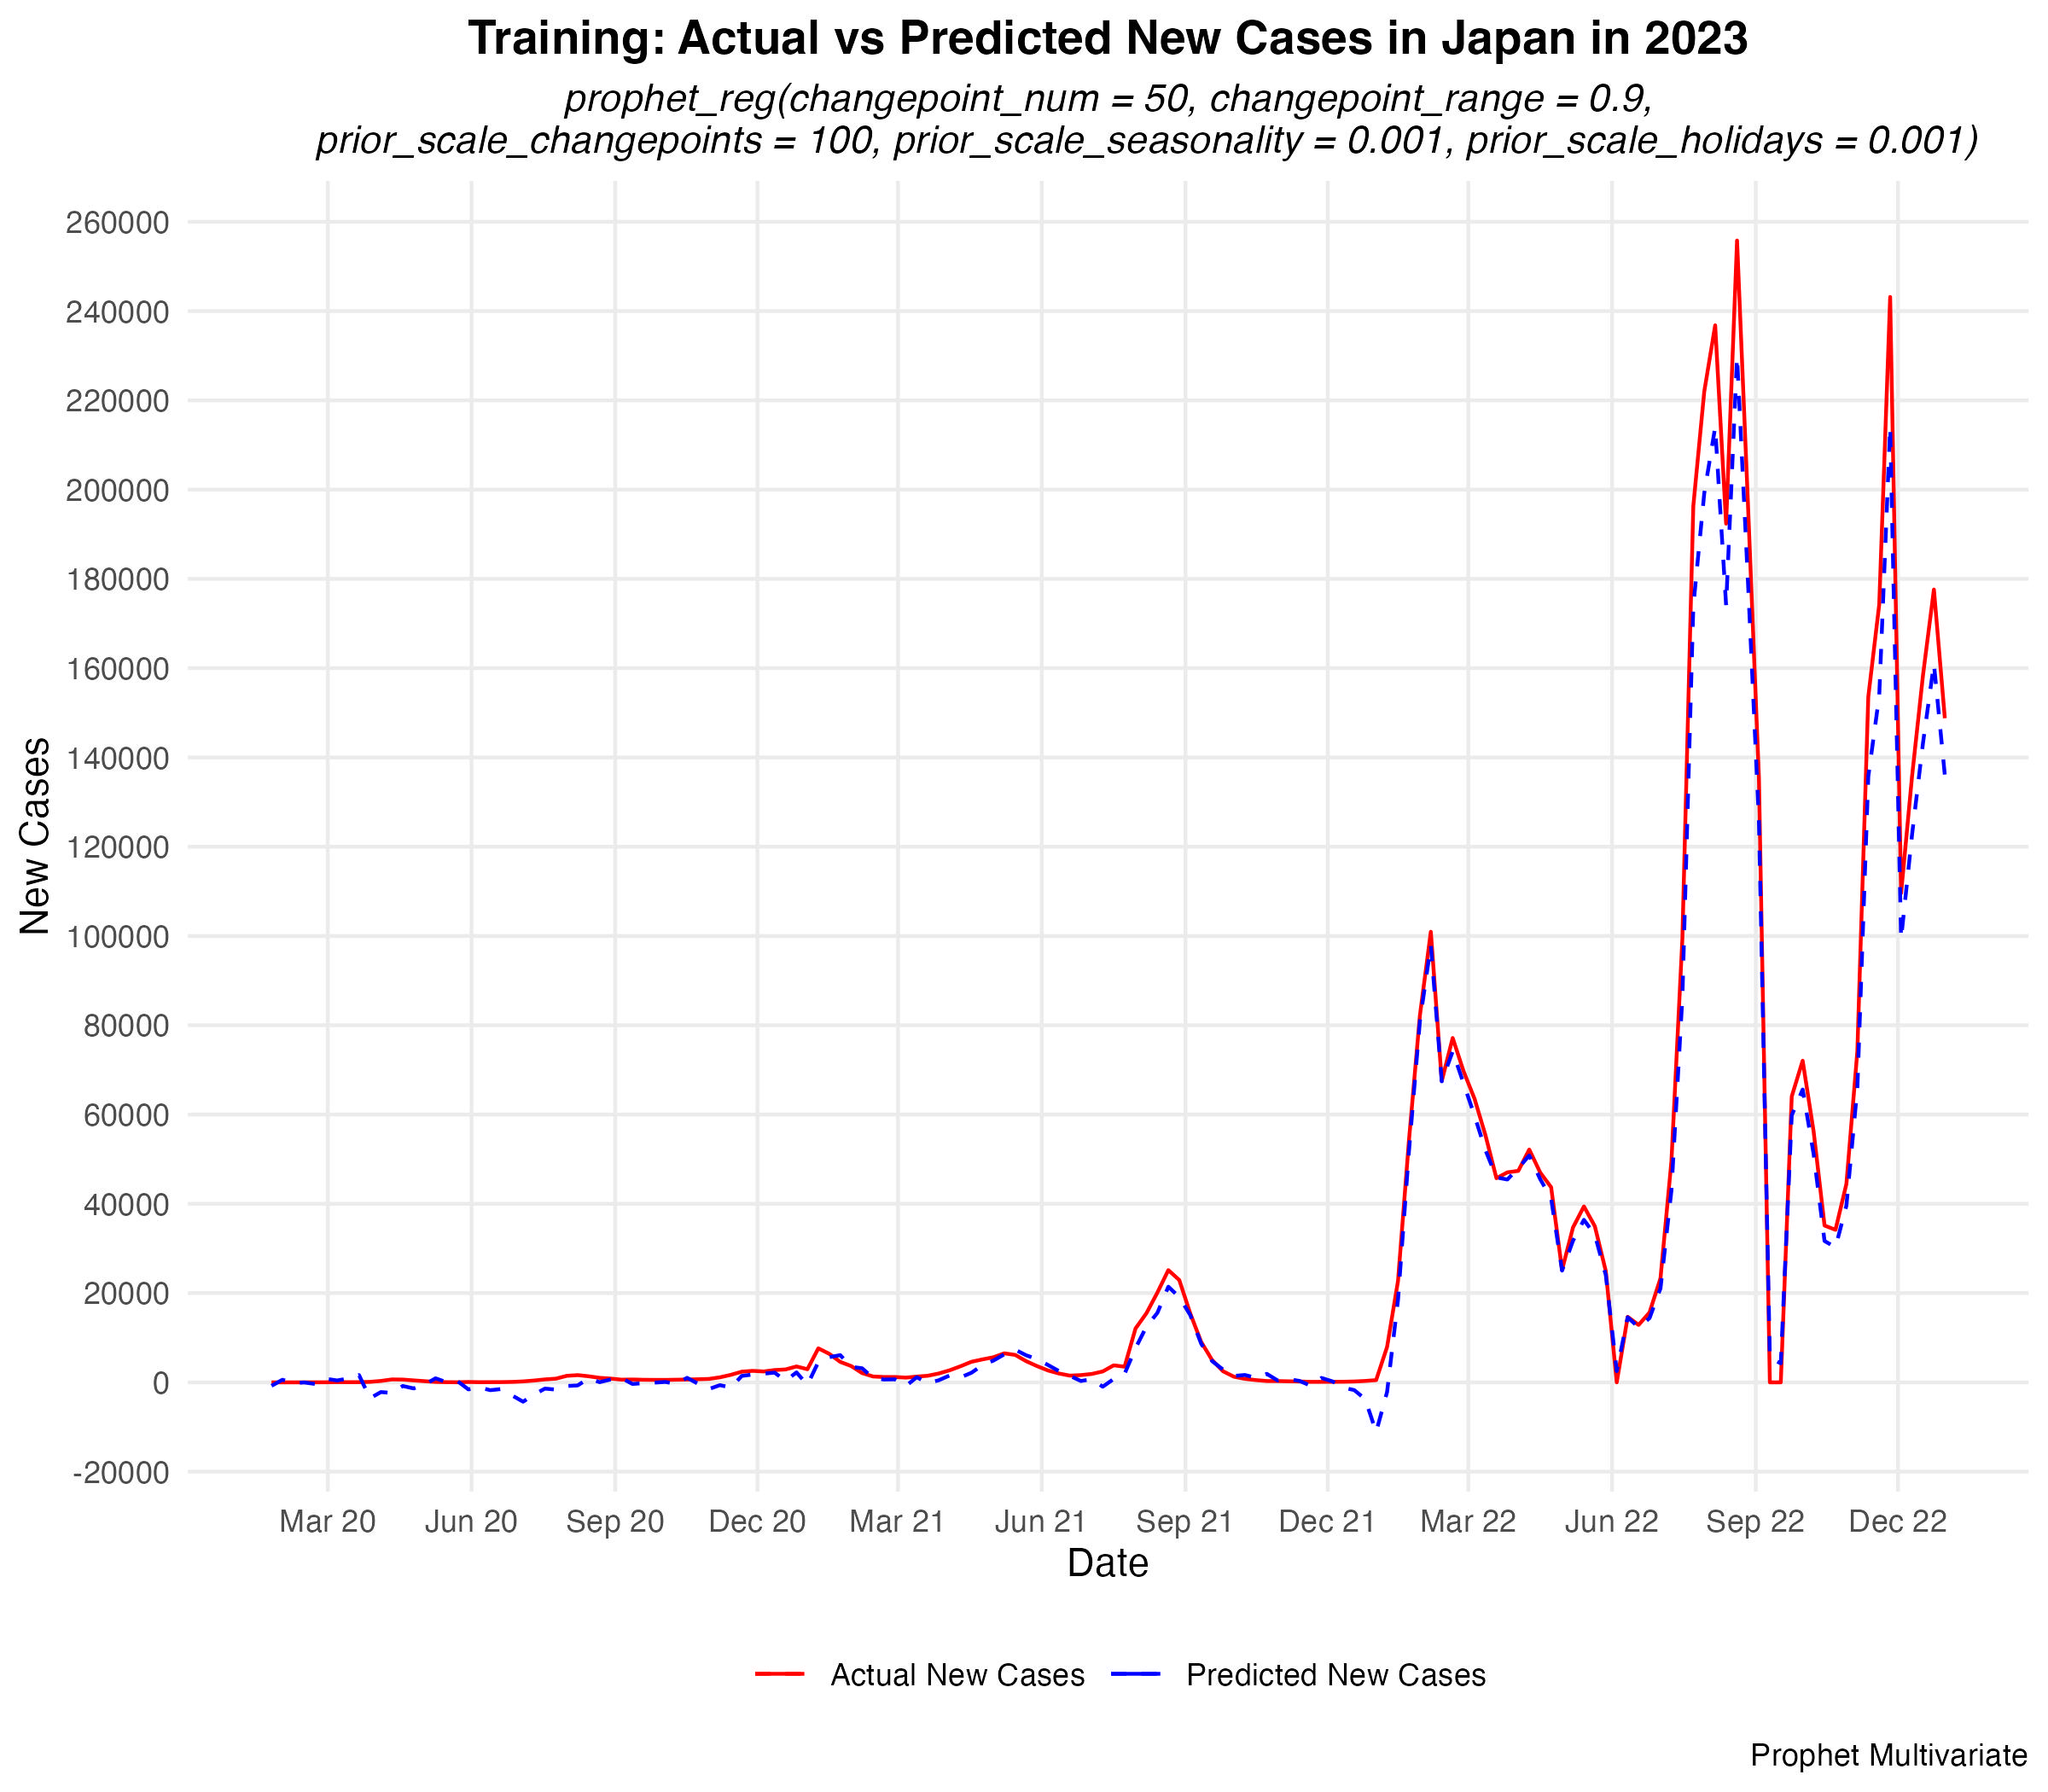 Training: Actual vs Predicted New Cases in Japan in 2023
prophet_reg(changepoint_num = 50, changepoint_range = 0.9,
prior_scale_changepoints = 100, prior_scale_seasonality = 0.001, prior_scale_holidays = 0.001)
New Cases
260000
240000
220000
200000
180000
160000
140000
120000
100000
80000
60000
40000
20000
0
-20000
Mar 20 Jun 20 Sep 20 Dec 20 Mar 21 Jun 21 Sep 21 Dec 21 Mar 22 Jun 22 Sep 22 Dec 22
Date
Actual New Cases Predicted New Cases
Prophet Multivariate